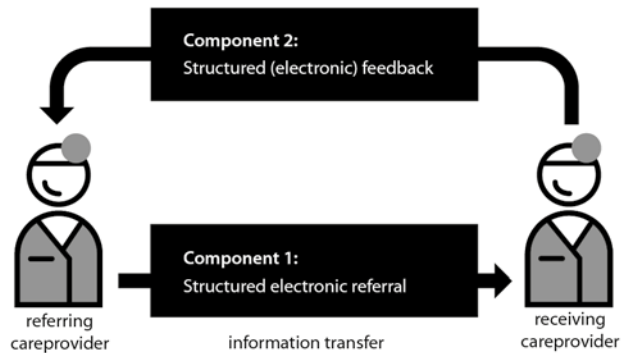 Component 2:
Structured (electronic) feedback
Component 1:
Structured electronic referral
referring
careprovider
information transfer
receiving
careprovider